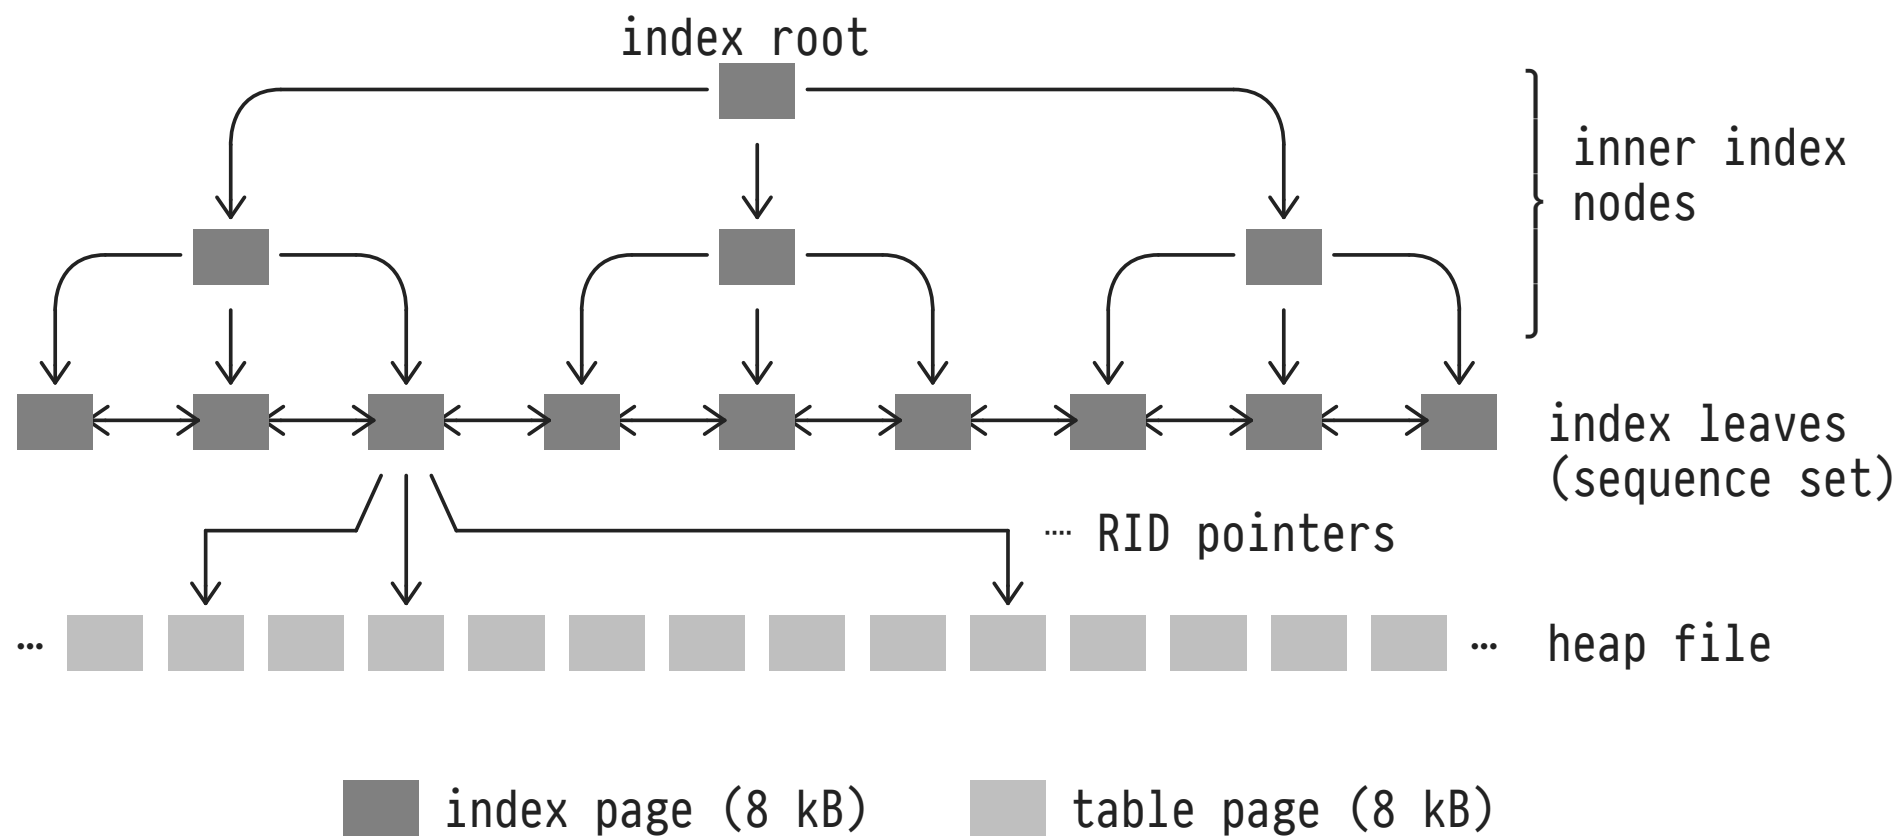 index root
inner index
nodes
index leaves
(sequence set)
···· RID pointers
··· ··· heap file
index page (8 kB) table page (8 kB)